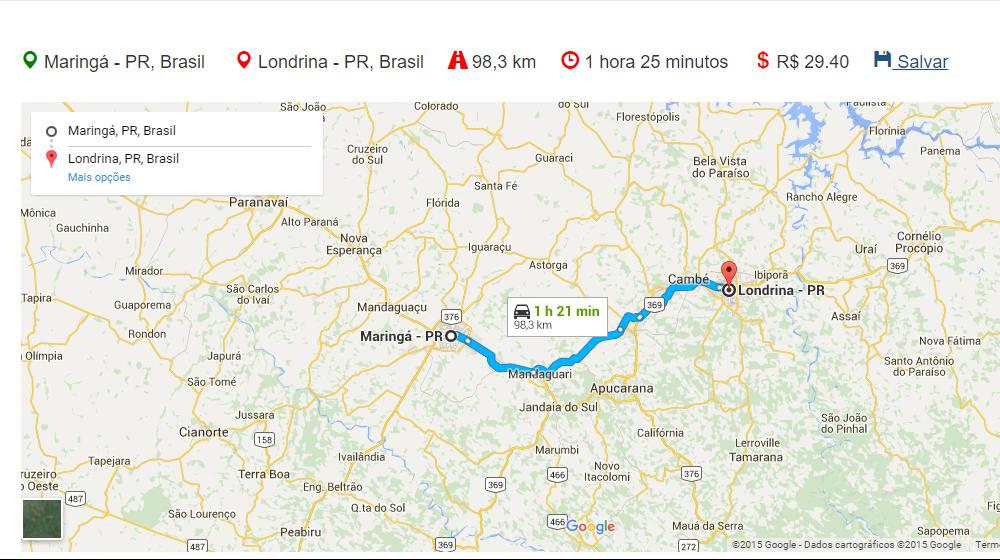 Maringá - PR, Brasil Londrina - PR, Brasil 98,3 km 1 hora 25 minutos $ R$ 29.40 Salvar
Maringá, PR, Brasil
Londrina, PR, Brasil
Mais opções
São João
Colorado
do Sul
Florestópolis
Paulista
Florínia
Panema
Cruzeiro
do Sul
Guaraci
Bela Vista
do Paraíso
Santa Fé
Rancho Alegre
Paranavaí
Flórida
Mônica
Alto Paraná
Guachinha
Nova
Esperança
Iguaraçu
Uraí
Cornélio
Procópio
369
Astorga
Mirador
Cambé
Ibiporã
Londrina - PR
Tapira
São Carlos
do Ivaí
Guaporema
Mandaguaçu
1 h 21 min
98,3 km
369
Assaí
376
Rondon
Maringá - PR
Nova Fátima
Olímpia
Japurá
Santo Antônio
do Paraíso
Mandaguari
São Tomé
Apucarana
Jussara
Jandaia do Sul
São João
do Pinhal
Cianorte
158
Califórnia
Lerroville
Tamarana
Tapejara
Ivailândia
Marumbi
Terra Boa
466
Novo
Itacolomi
376
ruzeiro
o Oeste
487
Eng. Beltrão
369
Sapopema
São Lourenço
Q.ta do Sol
Peabiru
466
Google
Mauá da Serra
487
369
272
©2015 Google - Dados cartográficos ©2015 Google
Term